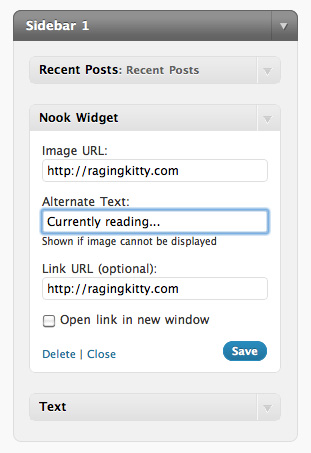 Sidebar 1
Recent Posts: Recent Posts
Nook Widget
Image URL:
http://ragingkitty.com
Alternate Text:
Currently reading...
Shown if image cannot be displayed
Link URL (optional):
http://ragingkitty.com
Open link in new window
Delete | Close Save
Text